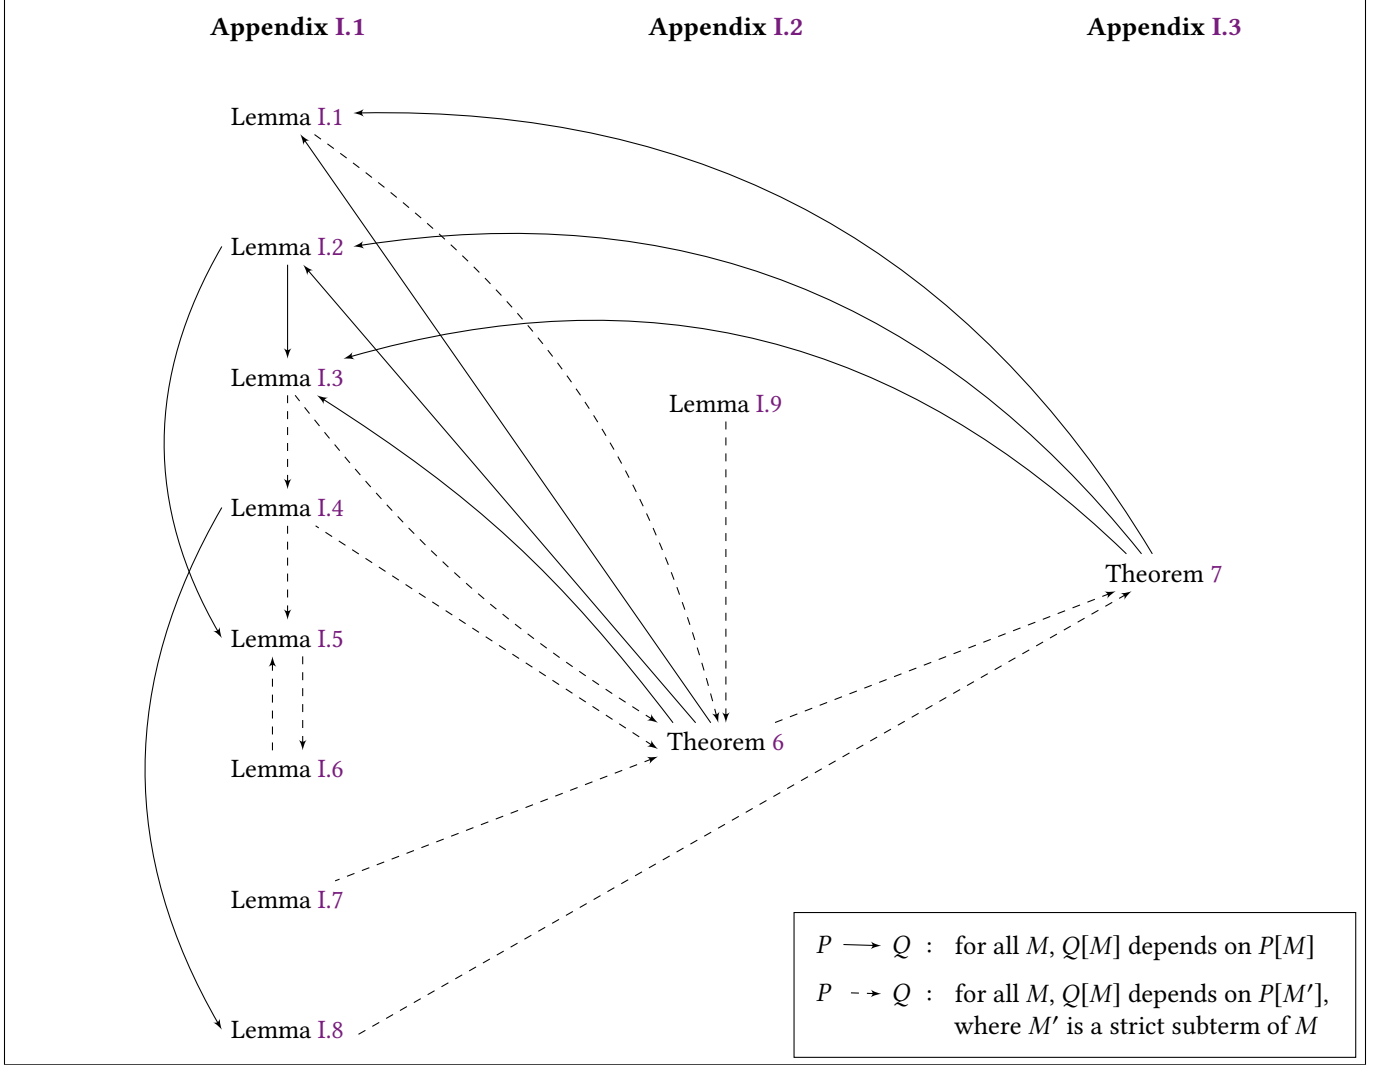 Appendix I.1
Appendix I.2
Appendix I.3
Lemma I.1
Lemma I.2
Lemma I.3
Lemma I.9
Lemma I.4
Theorem 7
Lemma I.5
Theorem 6
Lemma I.6
Lemma I.7
Lemma I.8
P → Q : for all M, Q[M] depends on P[M]
P ⇢ Q : for all M, Q[M] depends on P[M′],
where M′ is a strict subterm of M